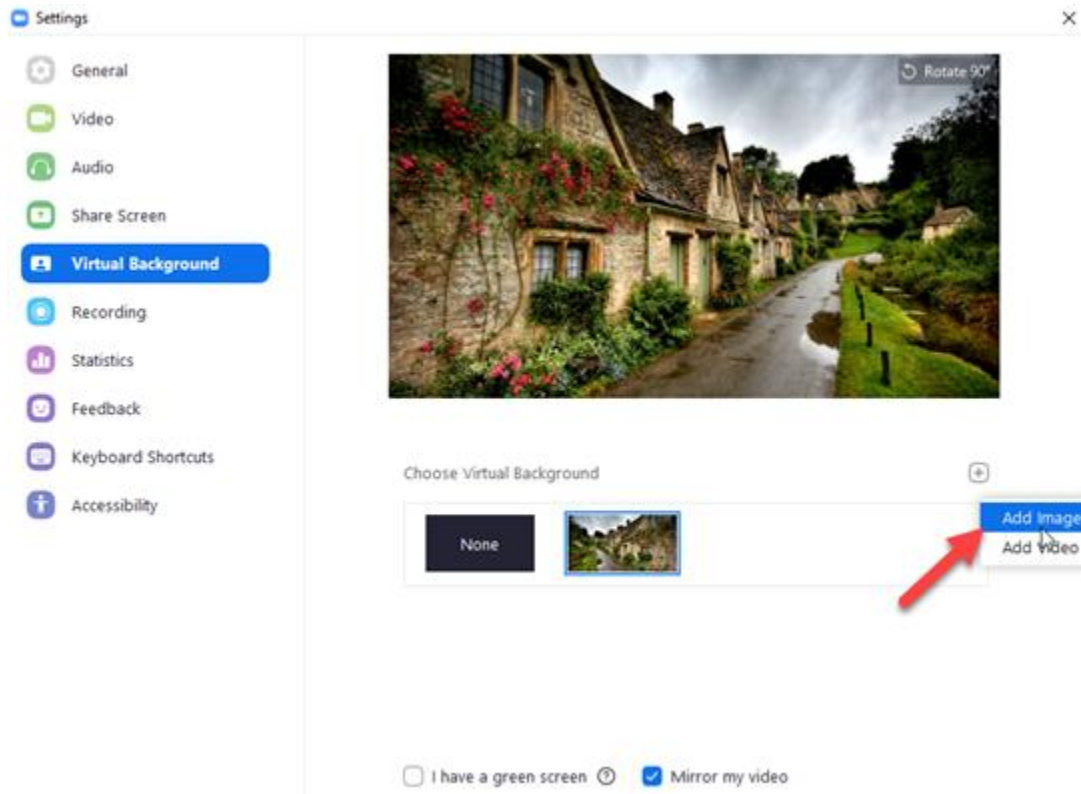 Settings
General
Video
Audio
Share Screen
Virtual Background
Recording
Statistics
Feedback
Keyboard Shortcuts
Accessibility
Rotate 90°
Choose Virtual Background
None
Add Image
Add Video
I have a green screen
Mirror my video